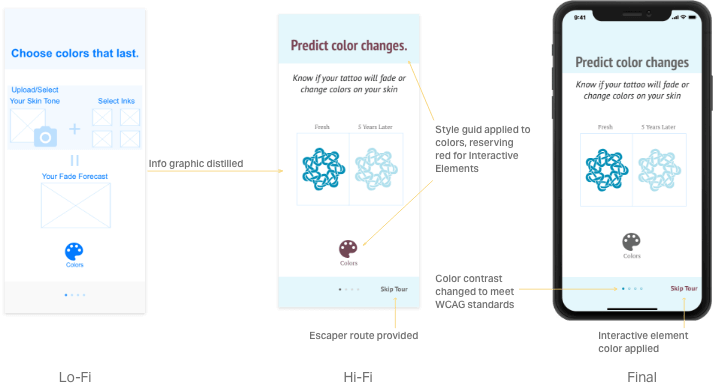 Choose colors that last.
Upload/Select
Your Skin Tone
Select Inks
Your Fade Forecast
Colors
Info graphic distilled
Predict color changes.
Know if your tattoo will fade or
change colors on your skin
Fresh
5 Years Later
Colors
Skip Tour
Style guid applied to
colors, reserving
red for Interactive
Elements
Color contrast
changed to meet
WCAG standards
Escaper route provided
9:41
Predict color changes
Know if your tattoo will fade or
change colors on your skin
Fresh
5 Years Later
Colors
Skip Tour
Interactive element
color applied
Lo-Fi
Hi-Fi
Final